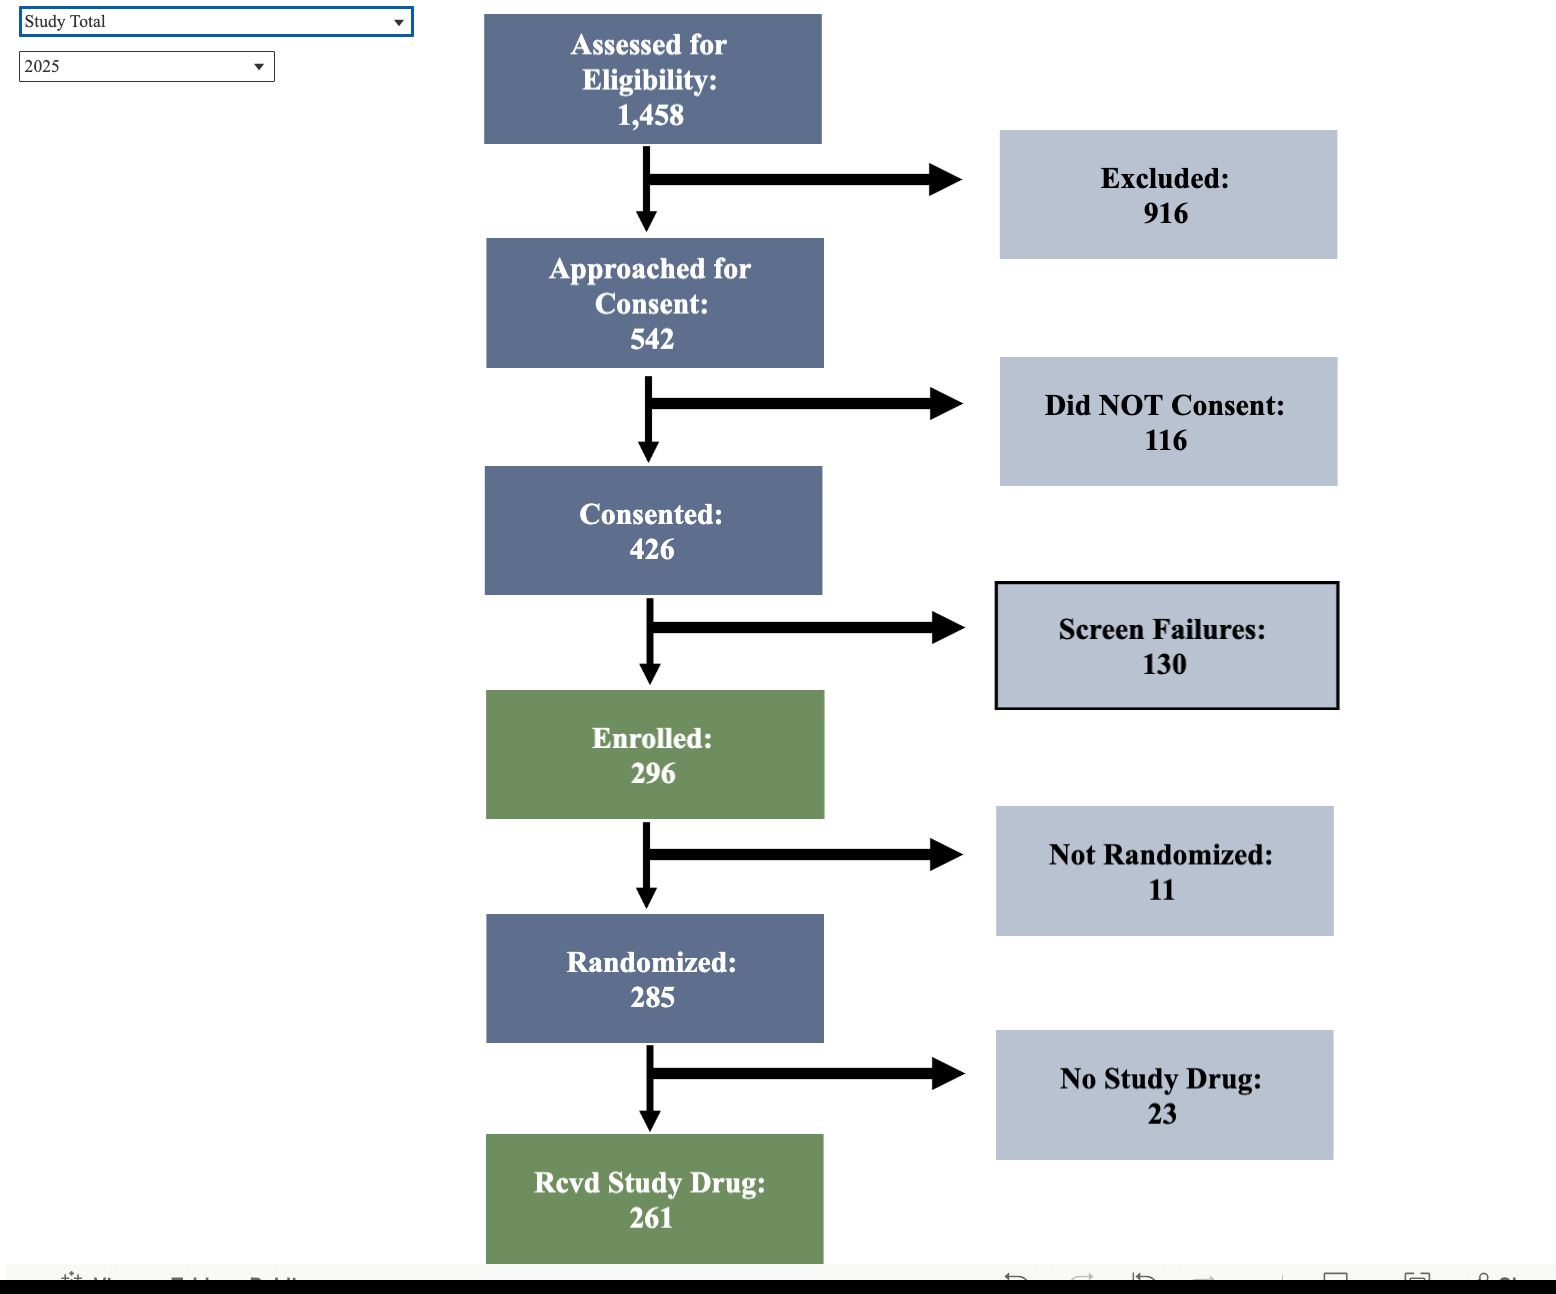 Study Total
2025
Assessed for
Eligibility:
1,458
Excluded:
916
Approached for
Consent:
542
Did NOT Consent:
116
Consented:
426
Screen Failures:
130
Enrolled:
296
Not Randomized:
11
Randomized:
285
No Study Drug:
23
Rcvd Study Drug:
261